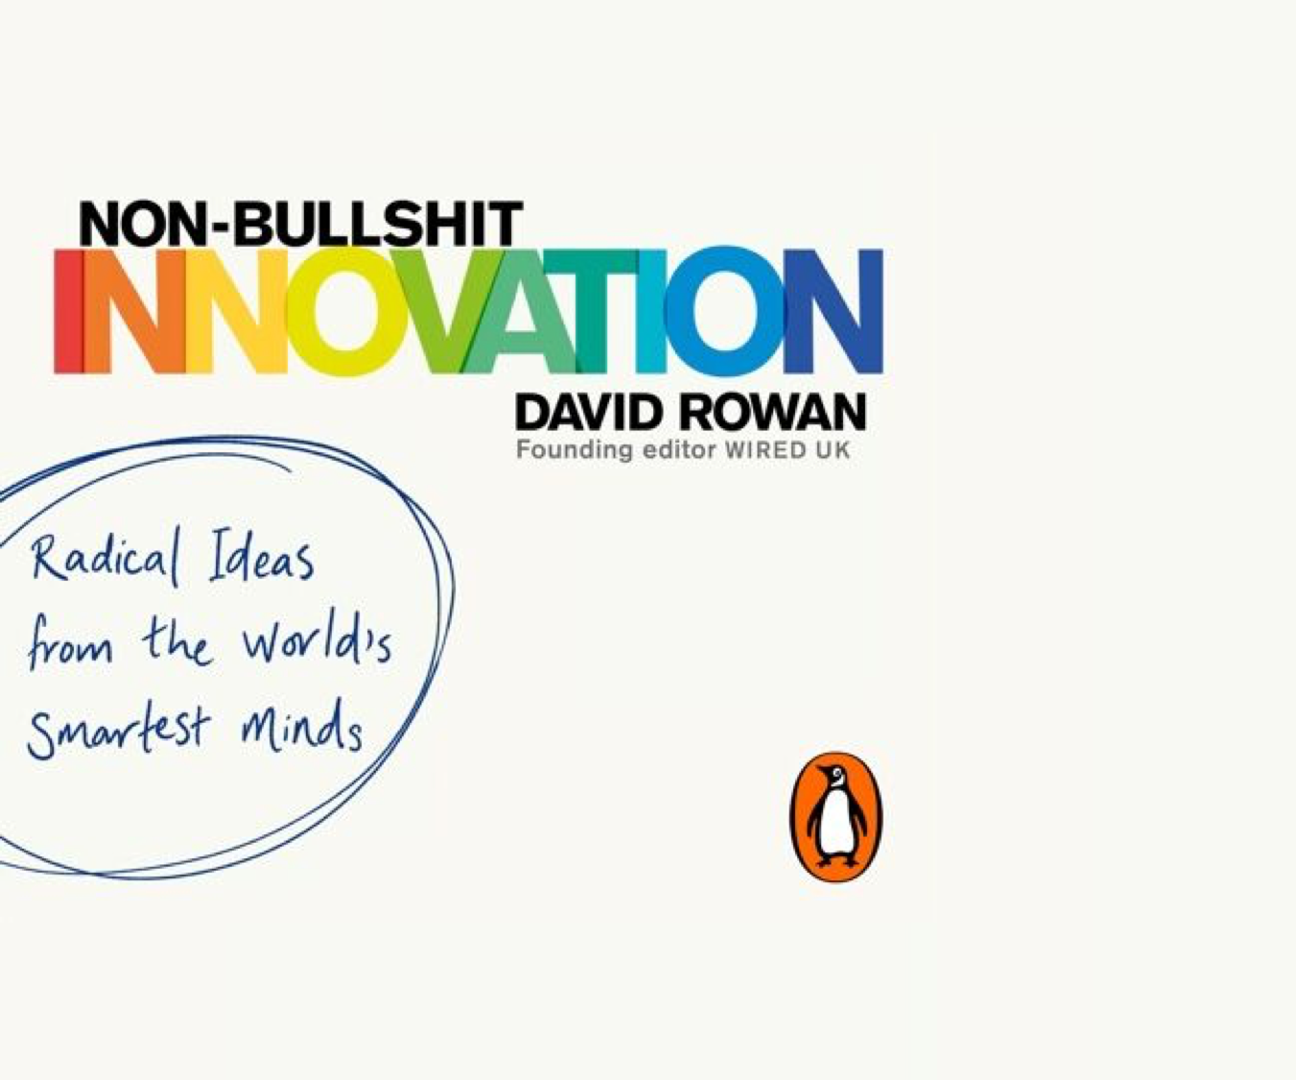 NON-BULLSHIT
INNOVATION
DAVID ROWAN
Founding editor WIRED UK
Radical Ideas
from the World's
Smartest Minds